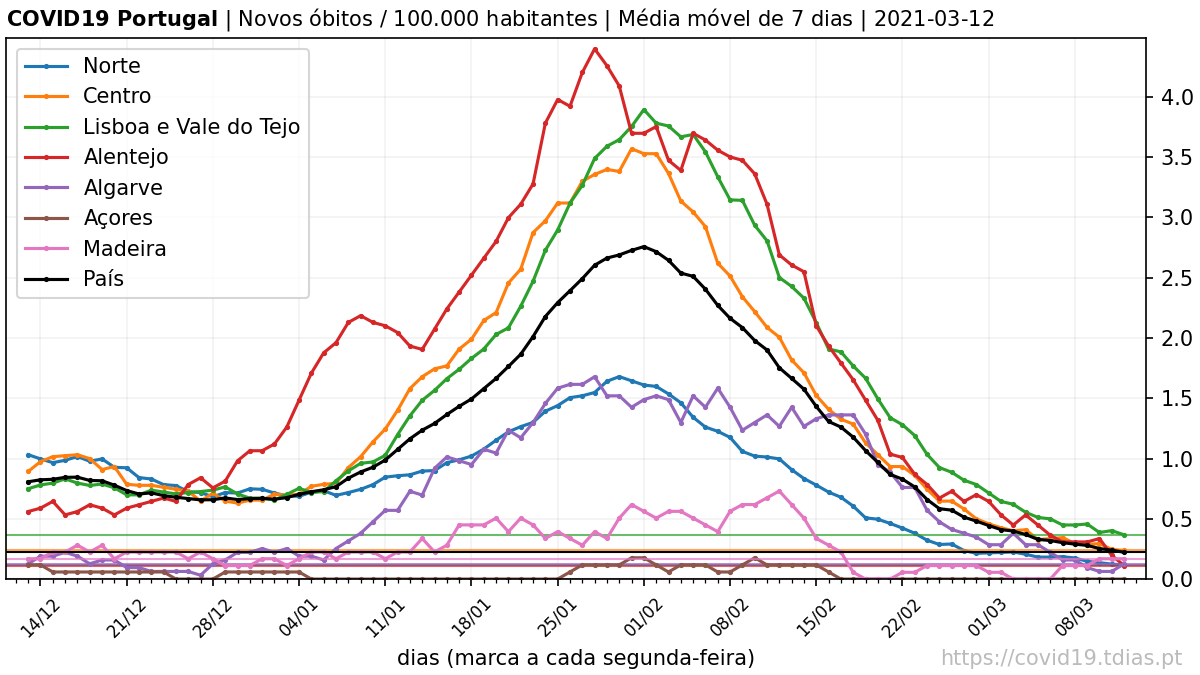 COVID19 Portugal | Novos óbitos / 100.000 habitantes | Média móvel de 7 dias | 2021-03-12
Norte
Centro
Lisboa e Vale do Tejo
Alentejo
Algarve
Açores
Madeira
País
4.0
3.5
3.0
2.5
2.0
1.5
1.0
0.5
0.0
14/12
21/12
28/12
04/01
11/01
18/01
25/01
01/02
08/02
15/02
22/02
01/03
08/03
dias (marca a cada segunda-feira)
https://covid19.tdias.pt